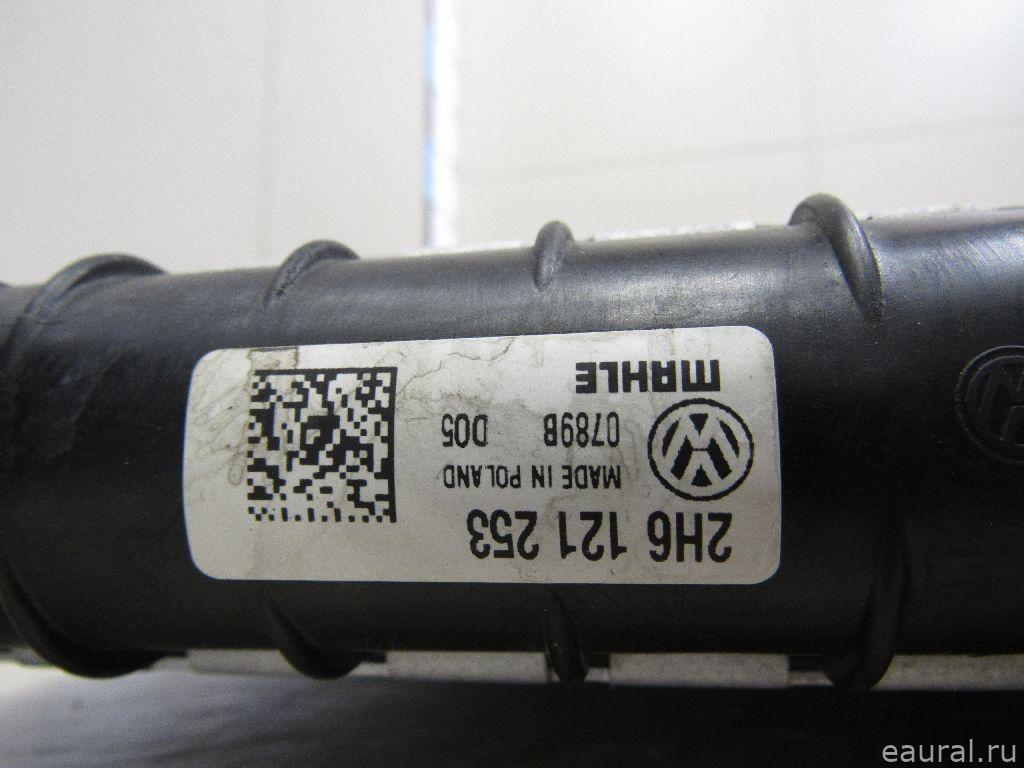 2H6 121 253
MADE IN POLAND
0789B D05
MAHLE
eaural.ru